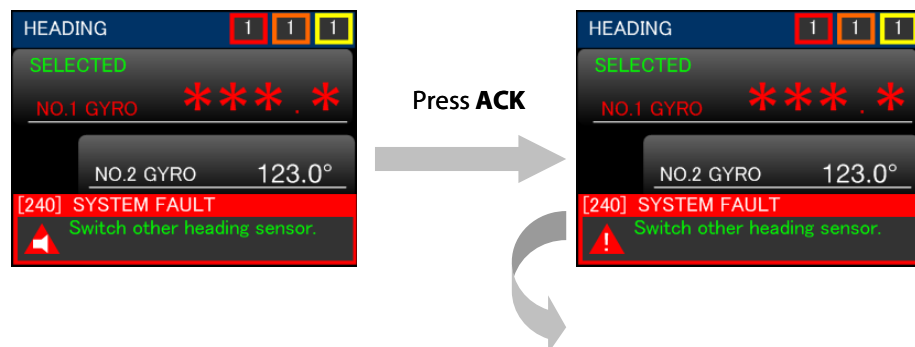 HEADING 1 1 1
SELECTED
NO.1 GYRO ***.*
NO.2 GYRO 123.0°
[240] SYSTEM FAULT
Switch other heading sensor.
Press ACK
HEADING 1 1 1
SELECTED
NO.1 GYRO ***.*
NO.2 GYRO 123.0°
[240] SYSTEM FAULT
Switch other heading sensor.
!